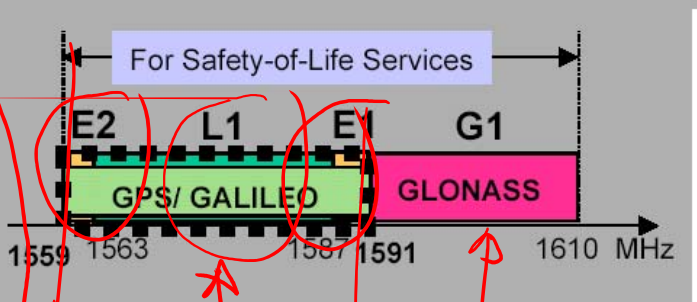 For Safety-of-Life Services
E2 L1 E1 G1
GPS/ GALILEO GLONASS
1559 1563 1587 1591 1610 MHz